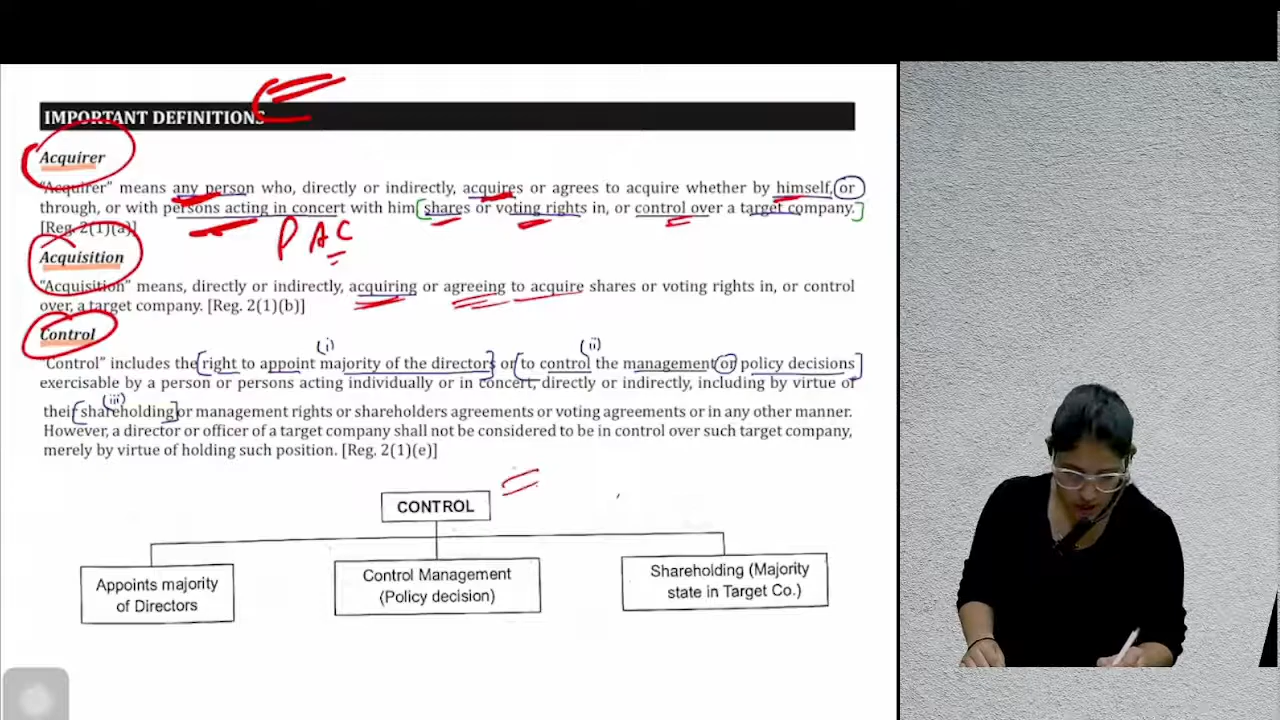 IMPORTANT DEFINITIONS
Acquirer
"Acquirer" means any person who, directly or indirectly, acquires or agrees to acquire whether by himself, or
through, or with persons acting in concert with him shares or voting rights in, or control over a target company.
[Reg. 2(1)(a)]
PAC
Acquisition
"Acquisition" means, directly or indirectly, acquiring or agreeing to acquire shares or voting rights in, or control
over, a target company. [Reg. 2(1)(b)]
Control
(i) (ii)
"Control" includes the right to appoint majority of the directors or to control the management or policy decisions
exercisable by a person or persons acting individually or in concert, directly or indirectly, including by virtue of
(iii)
their shareholding or management rights or shareholders agreements or voting agreements or in any other manner.
However, a director or officer of a target company shall not be considered to be in control over such target company,
merely by virtue of holding such position. [Reg. 2(1)(e)]
CONTROL
Appoints majority
of Directors
Control Management
(Policy decision)
Shareholding (Majority
state in Target Co.)